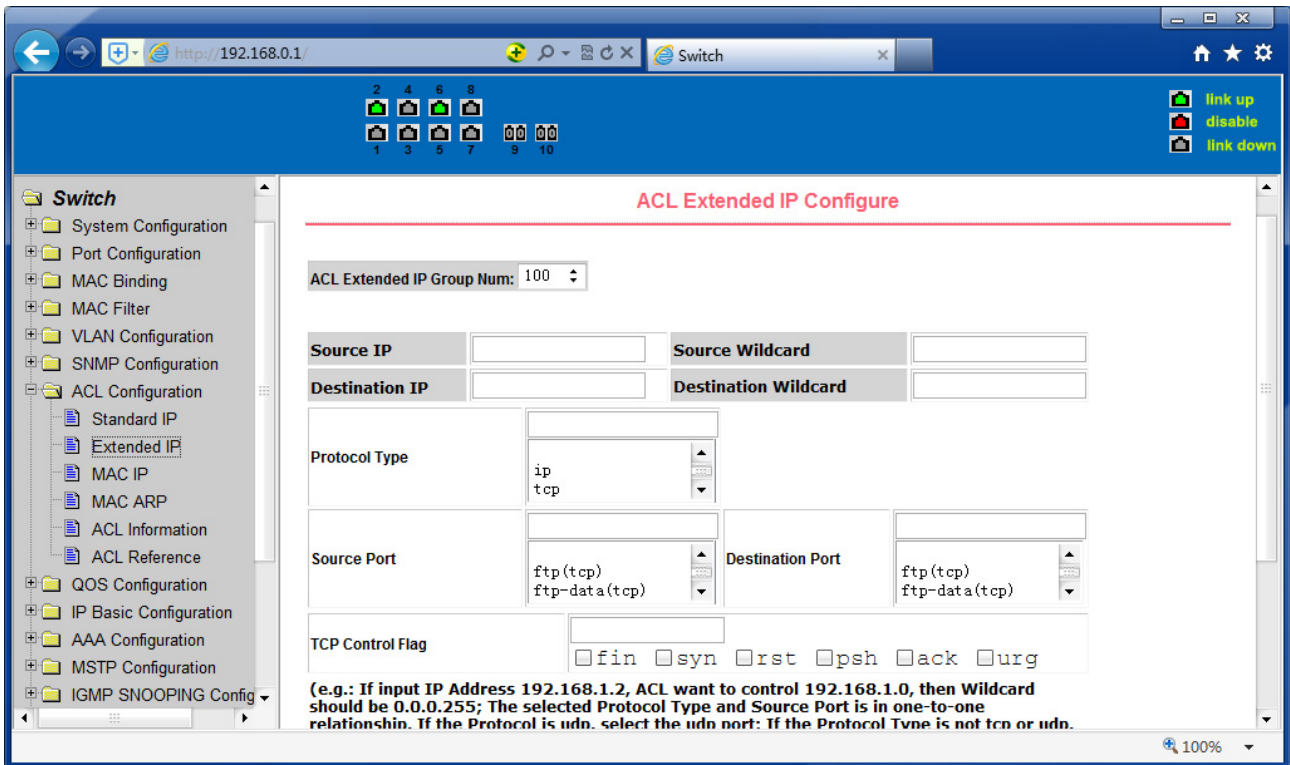 http://192.168.0.1/
Switch
2 4 6 8
1 3 5 7 9 10
link up
disable
link down
Switch
System Configuration
Port Configuration
MAC Binding
MAC Filter
VLAN Configuration
SNMP Configuration
ACL Configuration
Standard IP
Extended IP
MAC IP
MAC ARP
ACL Information
ACL Reference
QOS Configuration
IP Basic Configuration
AAA Configuration
MSTP Configuration
IGMP SNOOPING Config
ACL Extended IP Configure
ACL Extended IP Group Num: 100
Source IP Source Wildcard
Destination IP Destination Wildcard
Protocol Type
ip
tcp
Source Port
ftp(tcp)
ftp-data(tcp)
Destination Port
ftp(tcp)
ftp-data(tcp)
TCP Control Flag
fin syn rst psh ack urg
(e.g.: If input IP Address 192.168.1.2, ACL want to control 192.168.1.0, then Wildcard
should be 0.0.0.255; The selected Protocol Type and Source Port is in one-to-one
relationship. If the Protocol is udp, select the udp port; If the Protocol Type is not tcp or udp,
100%